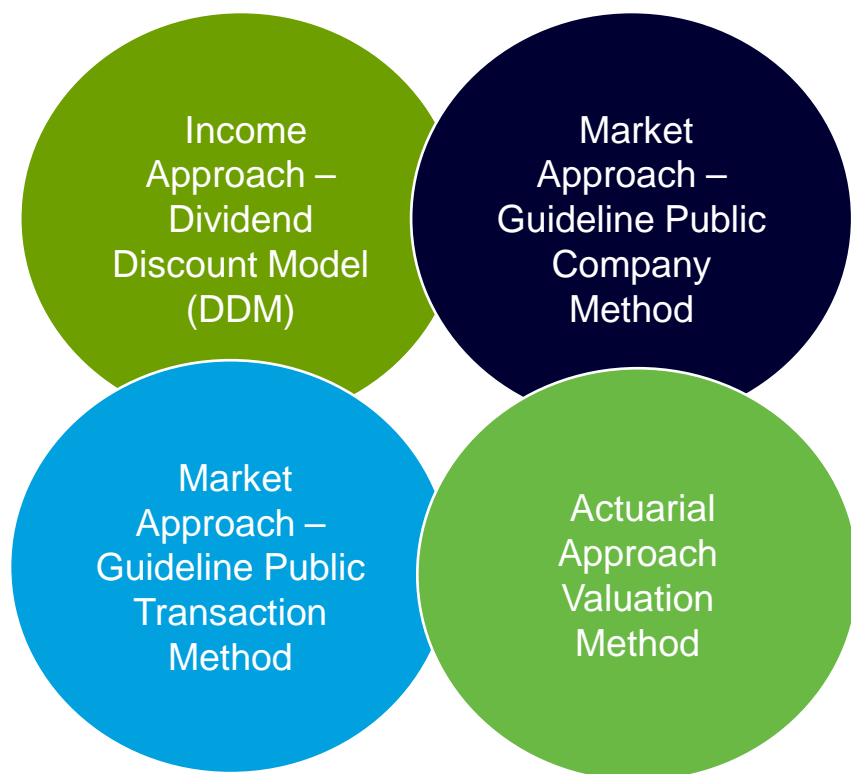 Income
Approach –
Dividend
Discount Model
(DDM)
Market
Approach –
Guideline Public
Company
Method
Market
Approach –
Guideline Public
Transaction
Method
Actuarial
Approach
Valuation
Method